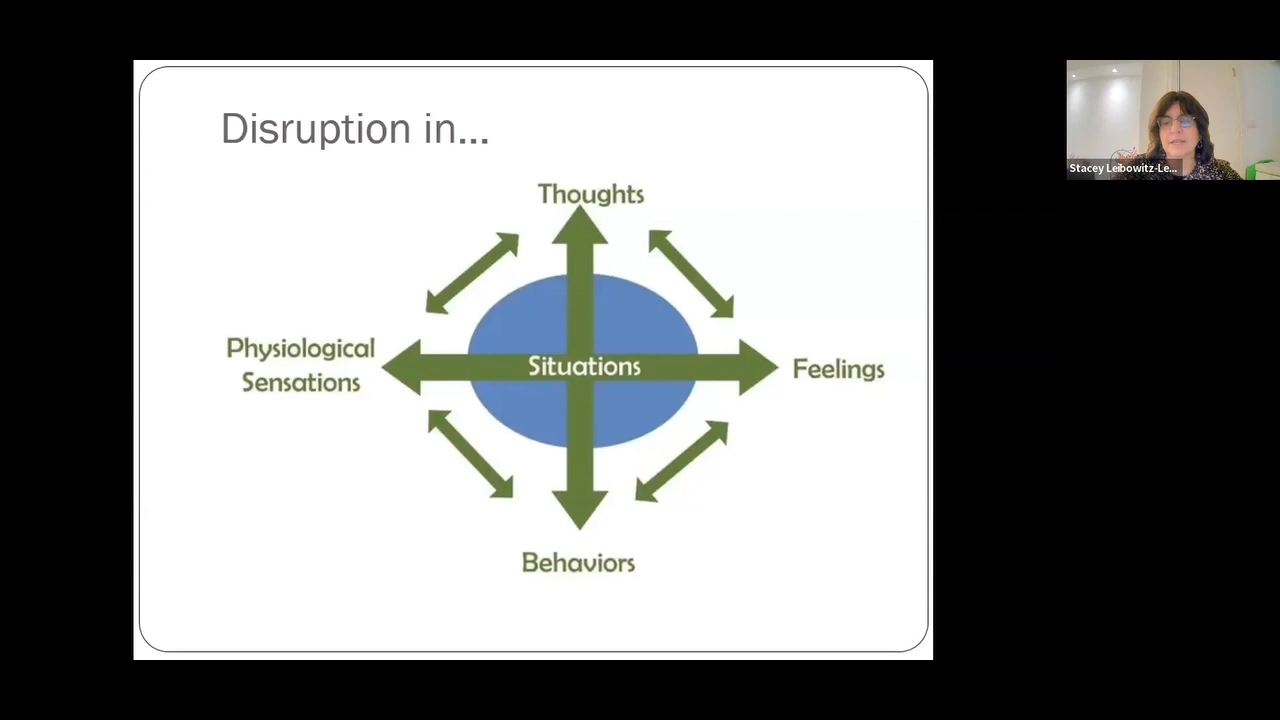 Disruption in...
Thoughts
Physiological
Sensations
Situations
Feelings
Behaviors
Stacey Leibowitz-Le...